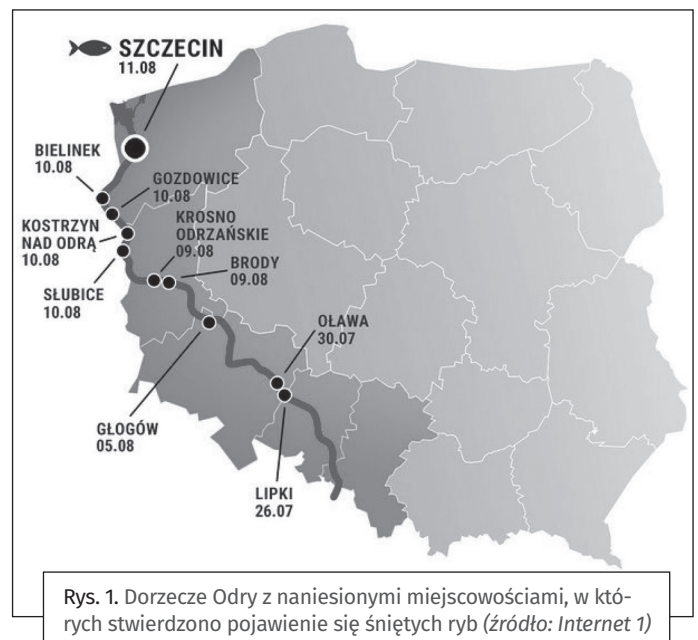 SZCZECIN
11.08
BIELINEK
10.08
GOZDOWICE
10.08
KOSTRZYN
NAD ODRĄ
10.08
KROSNO
ODRZAŃSKIE
09.08
BRODY
09.08
SŁUBICE
10.08
OŁAWA
30.07
GŁOGÓW
05.08
LIPKI
26.07
Rys. 1. Dorzecze Odry z naniesionymi miejscowościami, w któ-
rych stwierdzono pojawienie się śniętych ryb (źródło: Internet 1)